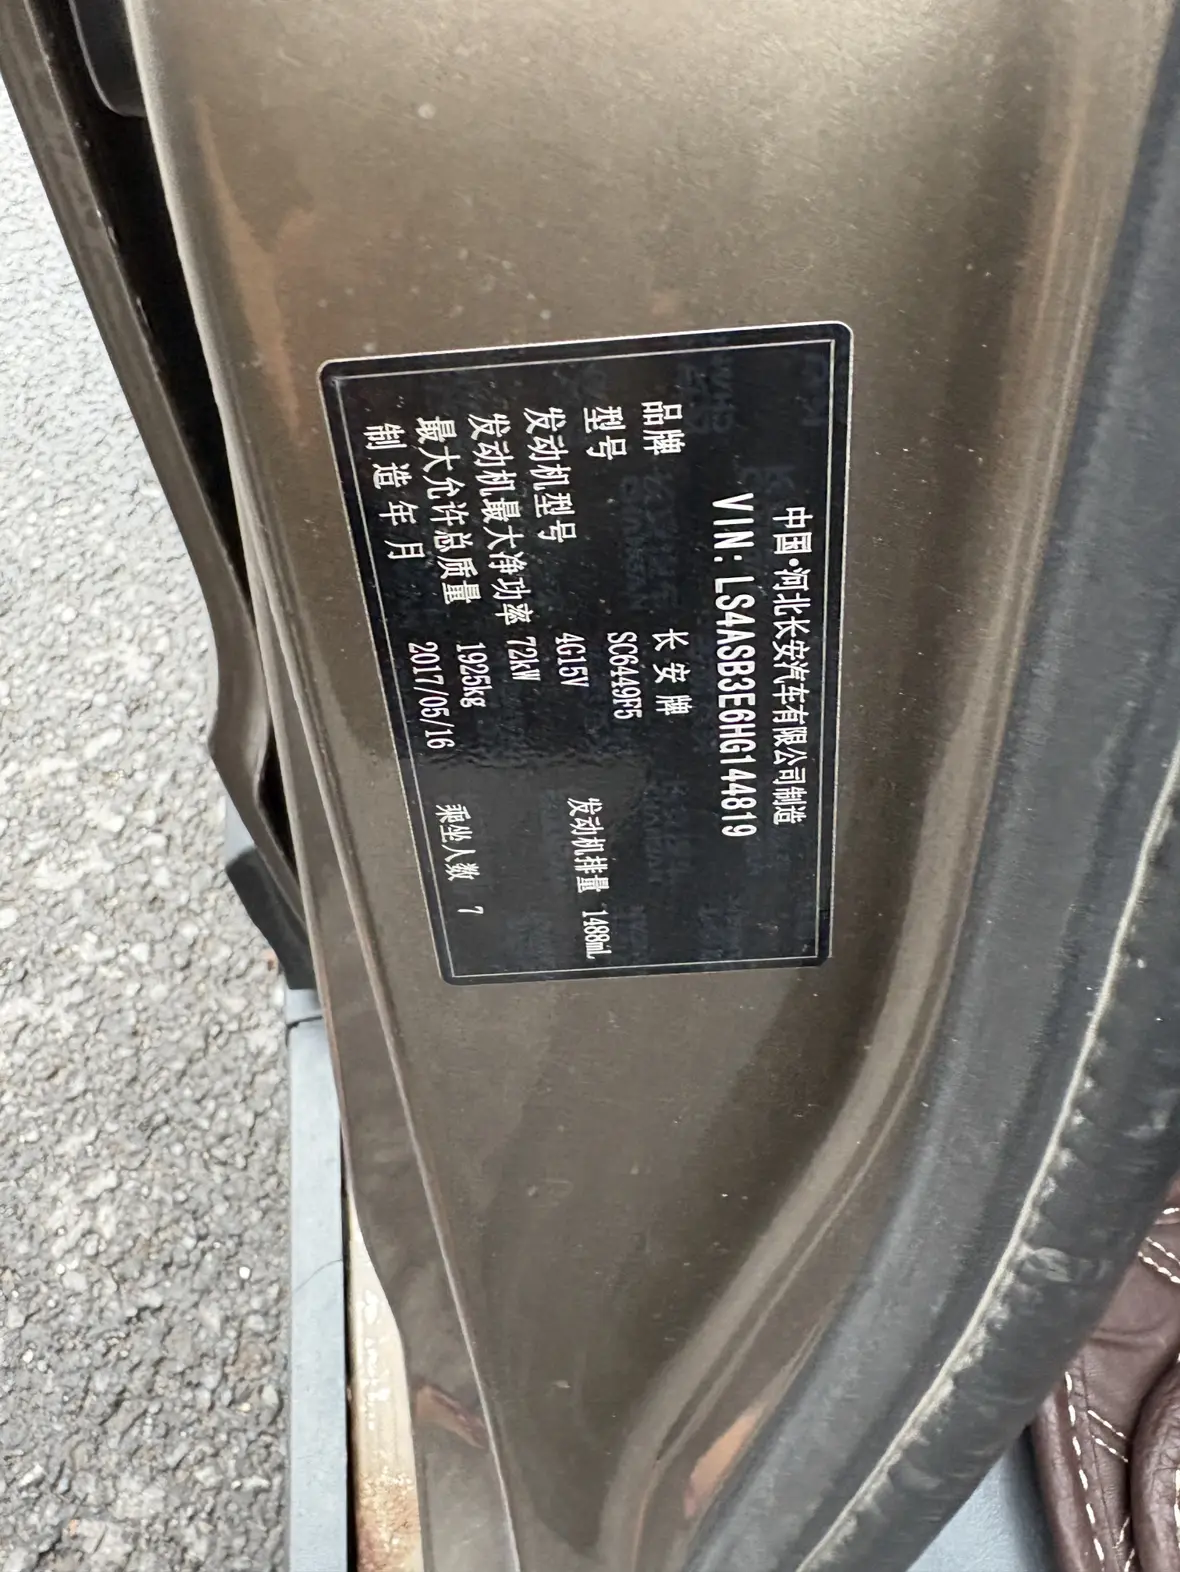 中国·河北长安汽车有限公司制造
VIN: LS4ASB3E6HG144819
品牌 长安牌
型号 SC6449F5
发动机型号 4G15V 发动机排量 1488mL
发动机最大净功率 72kW
最大允许总质量 1925kg
制造年月 2017/05/16 乘坐人数 7